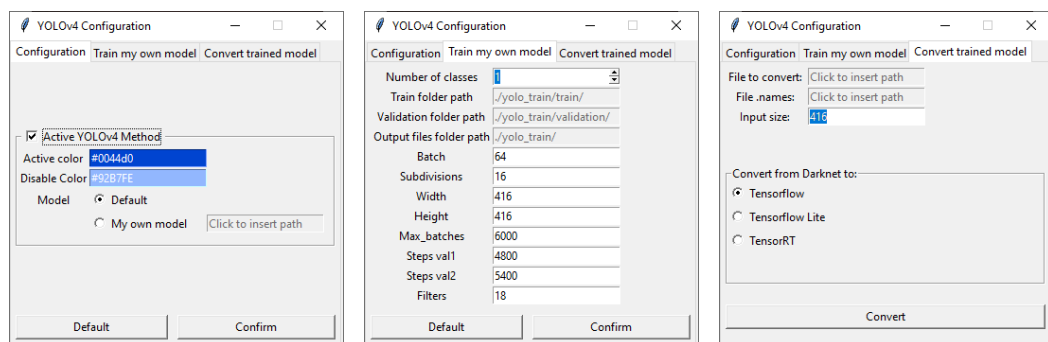 YOLOv4 Configuration
Configuration Train my own model Convert trained model
Active YOLOv4 Method
Active color #0044d0
Disable Color #92B7FE
Model Default
My own model Click to insert path
Default Confirm
YOLOv4 Configuration
Configuration Train my own model Convert trained model
Number of classes 1
Train folder path ./yolo_train/train/
Validation folder path ./yolo_train/validation/
Output files folder path ./yolo_train/
Batch 64
Subdivisions 16
Width 416
Height 416
Max_batches 6000
Steps val1 4800
Steps val2 5400
Filters 18
Default Confirm
YOLOv4 Configuration
Configuration Train my own model Convert trained model
File to convert: Click to insert path
File .names: Click to insert path
Input size: 416
Convert from Darknet to:
Tensorflow
Tensorflow Lite
TensorRT
Convert